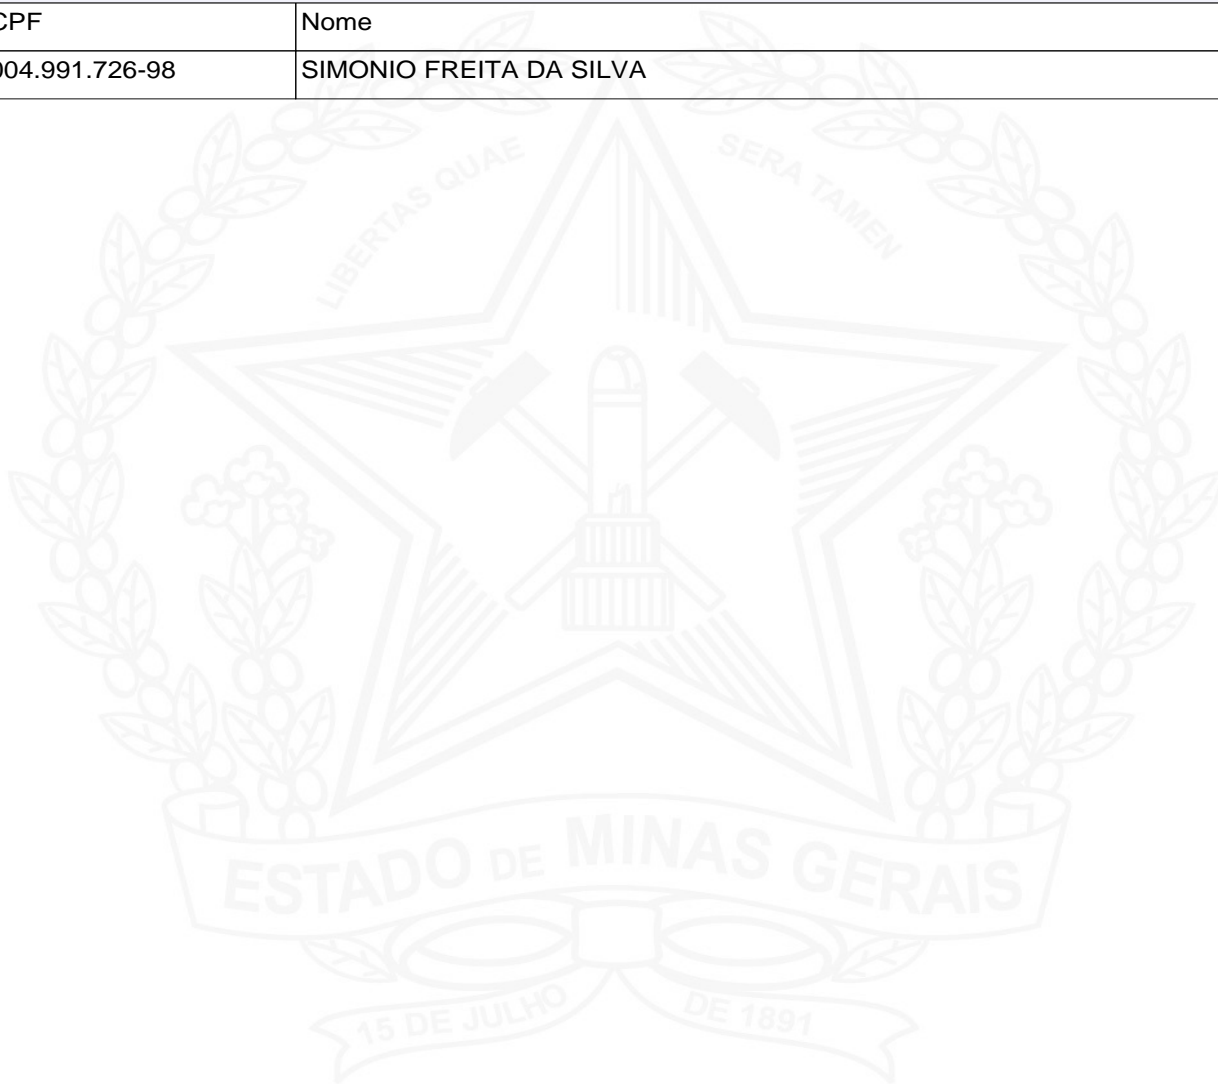 CPF Nome
004.991.726-98 SIMONIO FREITA DA SILVA
LIBERTAS QUAE SERA TAMEN
ESTADO DE MINAS GERAIS
15 DE JULHO DE 1891